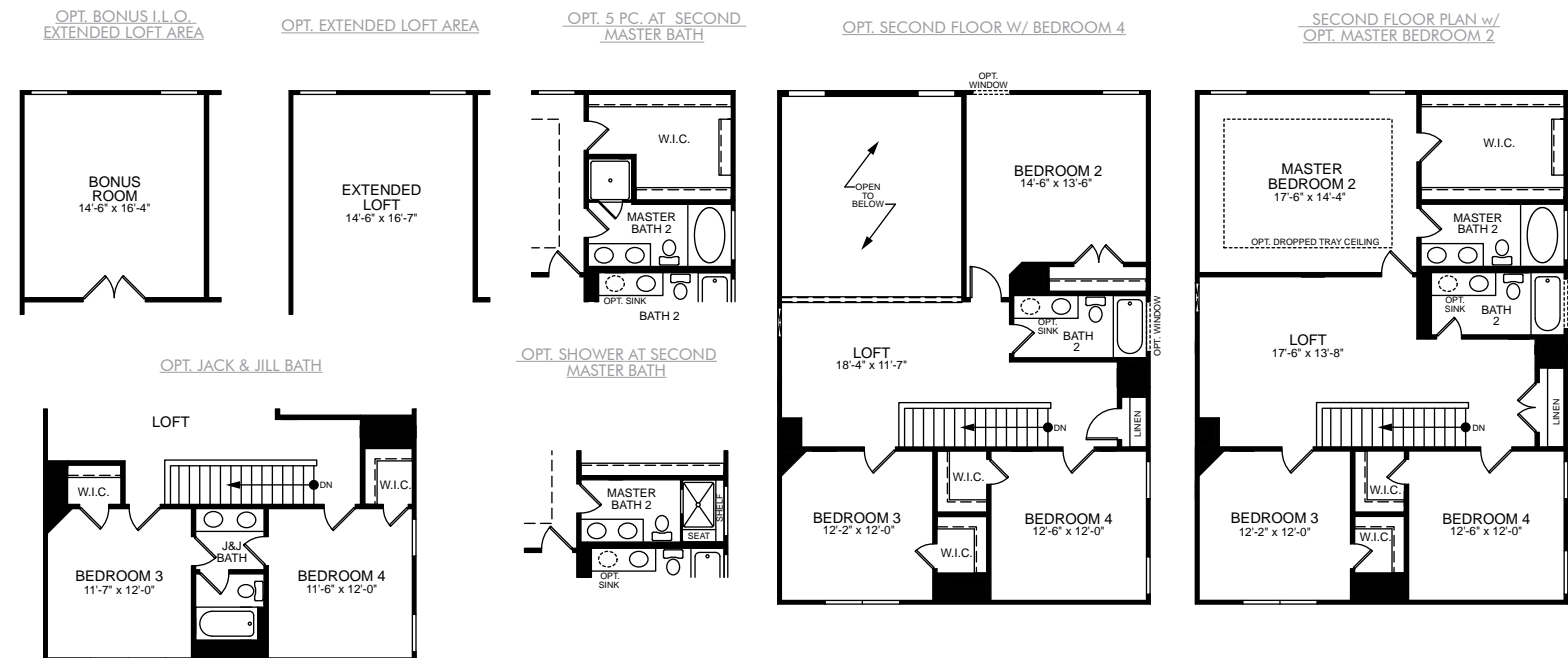 OPT. BONUS I.L.O.
EXTENDED LOFT AREA
BONUS
ROOM
14'-6" x 16'-4"
OPT. EXTENDED LOFT AREA
EXTENDED
LOFT
14'-6" x 16'-7"
OPT. 5 PC. AT SECOND
MASTER BATH
W.I.C.
MASTER
BATH 2
OPT. SINK
BATH 2
OPT. SECOND FLOOR W/ BEDROOM 4
OPT.
WINDOW
OPEN
TO
BELOW
BEDROOM 2
14'-6" x 13'-6"
OPT.
SINK
BATH
2
OPT. WINDOW
LOFT
18'-4" x 11'-7"
DN
LINEN
W.I.C.
BEDROOM 3
12'-2" x 12'-0"
BEDROOM 4
12'-6" x 12'-0"
W.I.C.
SECOND FLOOR PLAN w/
OPT. MASTER BEDROOM 2
W.I.C.
MASTER
BEDROOM 2
17'-6" x 14'-4"
MASTER
BATH 2
OPT. DROPPED TRAY CEILING
OPT.
SINK
BATH
2
LOFT
17'-6" x 13'-8"
LINEN
DN
W.I.C.
BEDROOM 3
12'-2" x 12'-0"
BEDROOM 4
12'-6" x 12'-0"
W.I.C.
OPT. JACK & JILL BATH
LOFT
W.I.C.
DN
W.I.C.
J&J
BATH
BEDROOM 3
11'-7" x 12'-0"
BEDROOM 4
11'-6" x 12'-0"
OPT. SHOWER AT SECOND
MASTER BATH
MASTER
BATH 2
SHELF
SEAT
OPT.
SINK